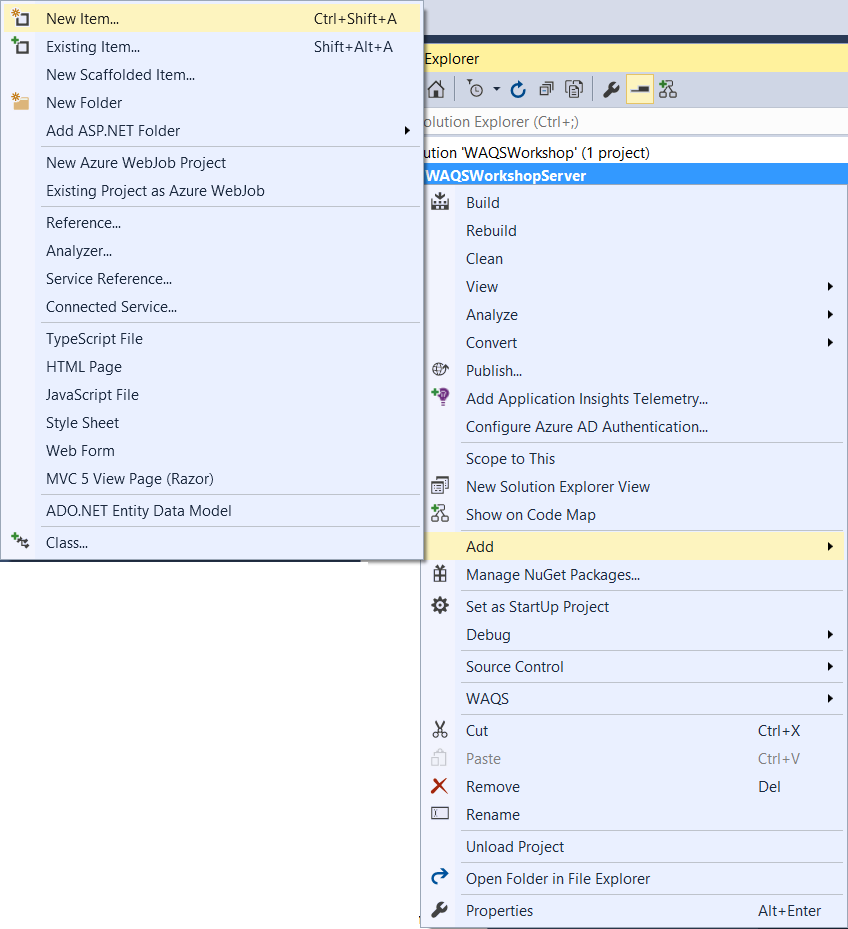 New Item... Ctrl+Shift+A
Existing Item... Shift+Alt+A
New Scaffolded Item...
New Folder
Add ASP.NET Folder
New Azure WebJob Project
Existing Project as Azure WebJob
Reference...
Analyzer...
Service Reference...
Connected Service...
TypeScript File
HTML Page
JavaScript File
Style Sheet
Web Form
MVC 5 View Page (Razor)
ADO.NET Entity Data Model
Class...
Explorer
olution Explorer (Ctrl+;)
ution 'WAQSWorkshop' (1 project)
WAQSWorkshopServer
Build
Rebuild
Clean
View
Analyze
Convert
Publish...
Add Application Insights Telemetry...
Configure Azure AD Authentication...
Scope to This
New Solution Explorer View
Show on Code Map
Add
Manage NuGet Packages...
Set as StartUp Project
Debug
Source Control
WAQS
Cut Ctrl+X
Paste Ctrl+V
Remove Del
Rename
Unload Project
Open Folder in File Explorer
Properties Alt+Enter